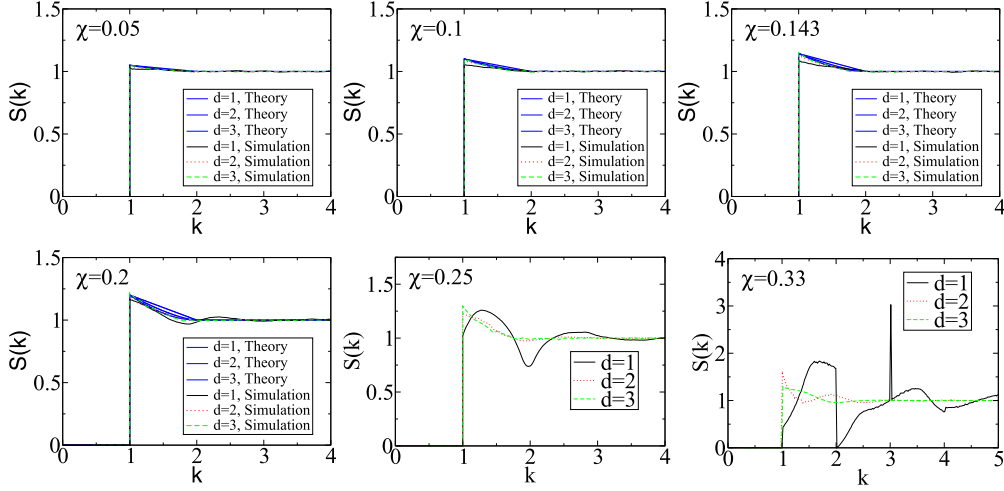 χ=0.05
S(k)
1.5
1
0.5
0
d=1, Theory
d=2, Theory
d=3, Theory
d=1, Simulation
d=2, Simulation
d=3, Simulation
0 1 2 3 4
k
χ=0.1
S(k)
1.5
1
0.5
0
d=1, Theory
d=2, Theory
d=3, Theory
d=1, Simulation
d=2, Simulation
d=3, Simulation
0 1 2 3 4
k
χ=0.143
S(k)
1.5
1
0.5
0
d=1, Theory
d=2, Theory
d=3, Theory
d=1, Simulation
d=2, Simulation
d=3, Simulation
0 1 2 3 4
k
χ=0.2
S(k)
1.5
1
0.5
0
d=1, Theory
d=2, Theory
d=3, Theory
d=1, Simulation
d=2, Simulation
d=3, Simulation
0 1 2 3 4
k
χ=0.25
S(k)
1.5
1
0.5
0
d=1
d=2
d=3
0 1 2 3 4
k
χ=0.33
S(k)
4
3
2
1
0
d=1
d=2
d=3
0 1 2 3 4 5
k